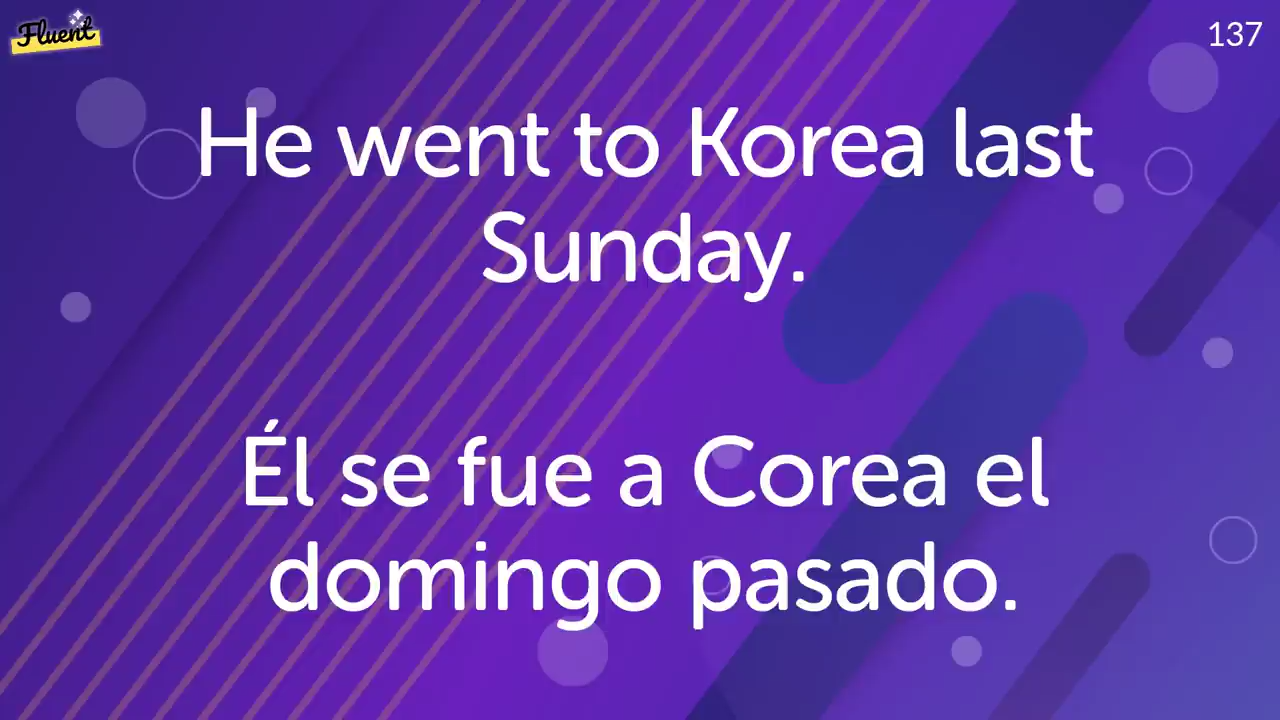 Fluent
137
He went to Korea last
Sunday.
Él se fue a Corea el
domingo pasado.